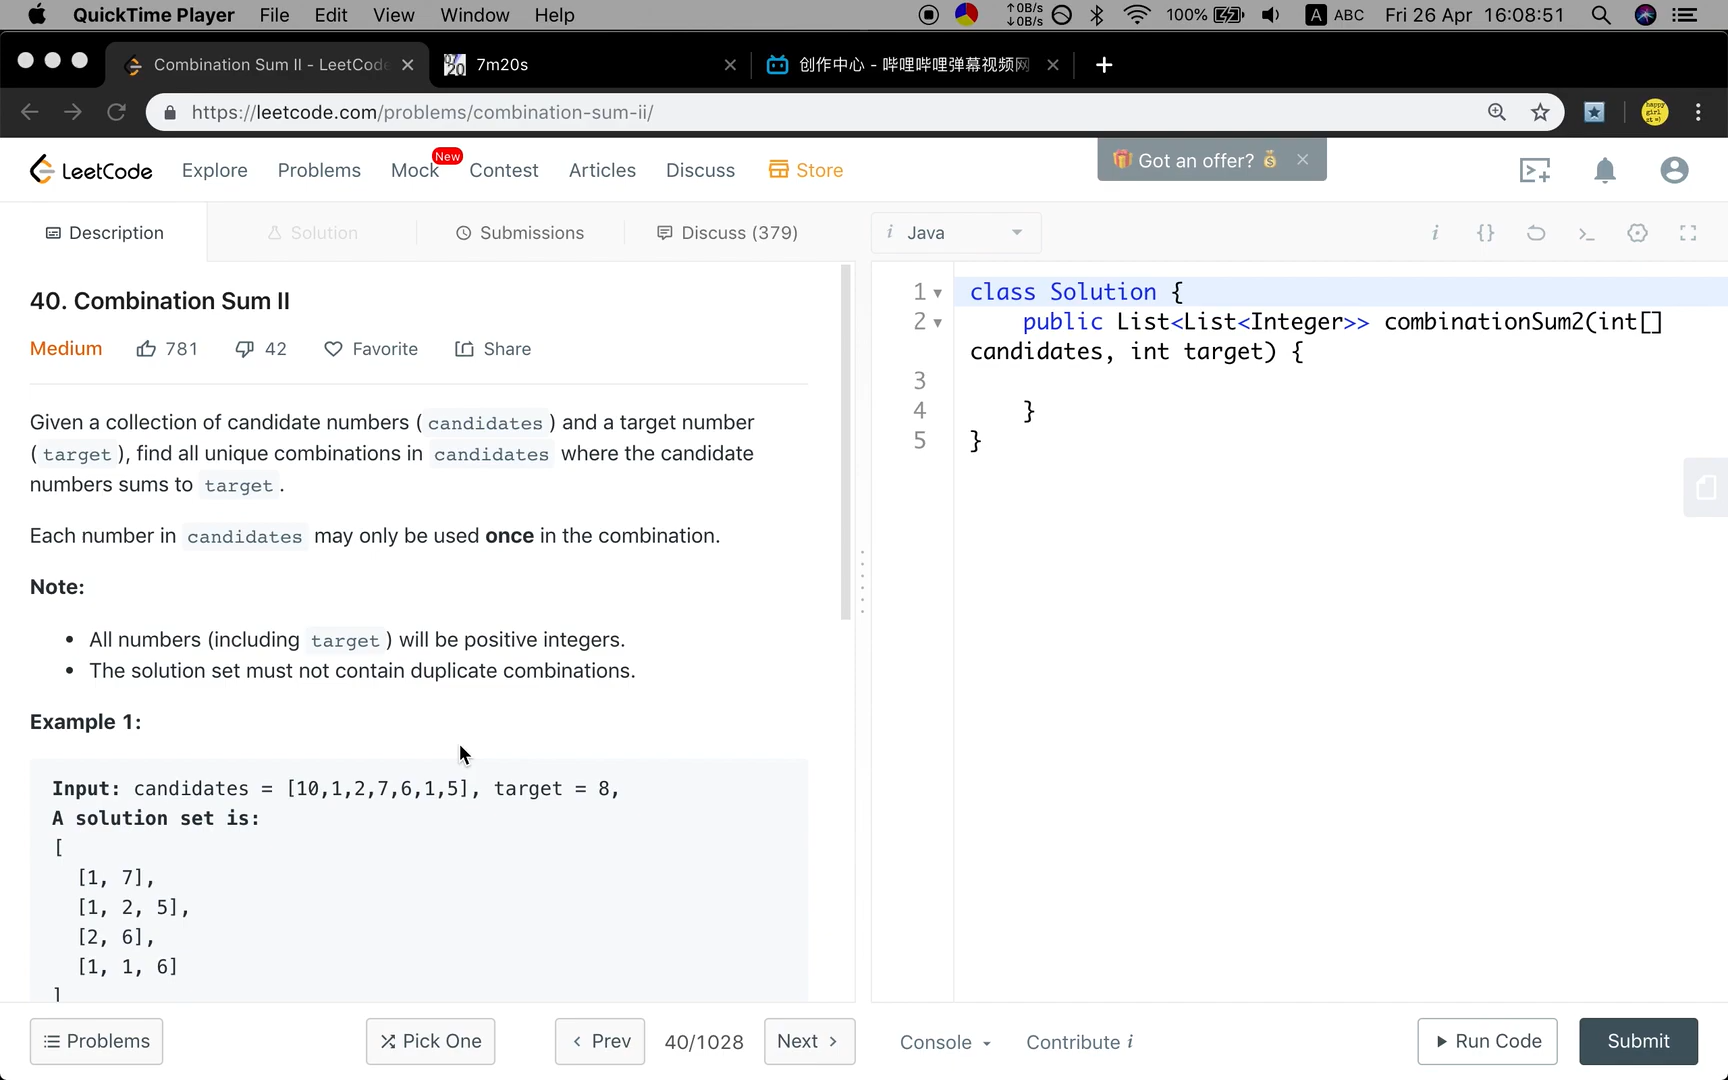 QuickTime Player File Edit View Window Help ↑0B/s ↓0B/s 100% A ABC Fri 26 Apr 16:08:51
Combination Sum II - LeetCode 7m20s 创作中心 - 哔哩哔哩弹幕视频网
https://leetcode.com/problems/combination-sum-ii/
LeetCode Explore Problems Mock New Contest Articles Discuss Store Got an offer?
Description Solution Submissions Discuss (379) i Java
40. Combination Sum II
Medium 781 42 Favorite Share
Given a collection of candidate numbers (candidates) and a target number
(target), find all unique combinations in candidates where the candidate
numbers sums to target.
Each number in candidates may only be used once in the combination.
Note:
• All numbers (including target) will be positive integers.
• The solution set must not contain duplicate combinations.
Example 1:
Input: candidates = [10,1,2,7,6,1,5], target = 8,
A solution set is:
[
[1, 7],
[1, 2, 5],
[2, 6],
[1, 1, 6]
]
1 class Solution {
2 public List<List<Integer>> combinationSum2(int[]
candidates, int target) {
3
4 }
5 }
Problems Pick One Prev 40/1028 Next Console Contribute i Run Code Submit